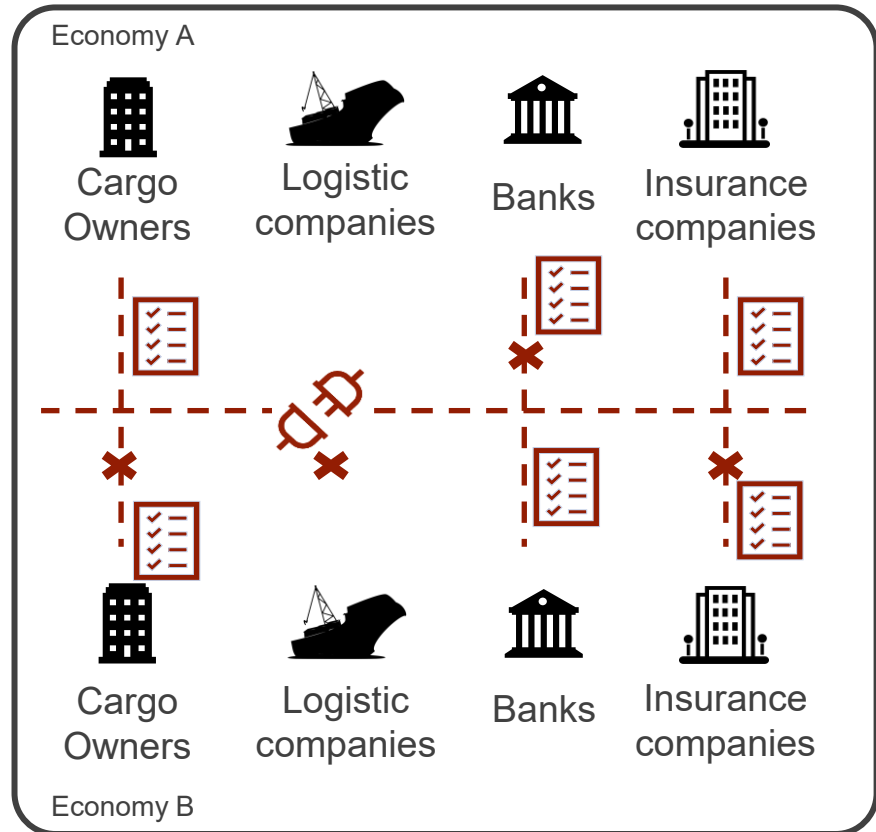 Economy A
Cargo
Owners
Logistic
companies
Banks
Insurance
companies
Cargo
Owners
Logistic
companies
Banks
Insurance
companies
Economy B